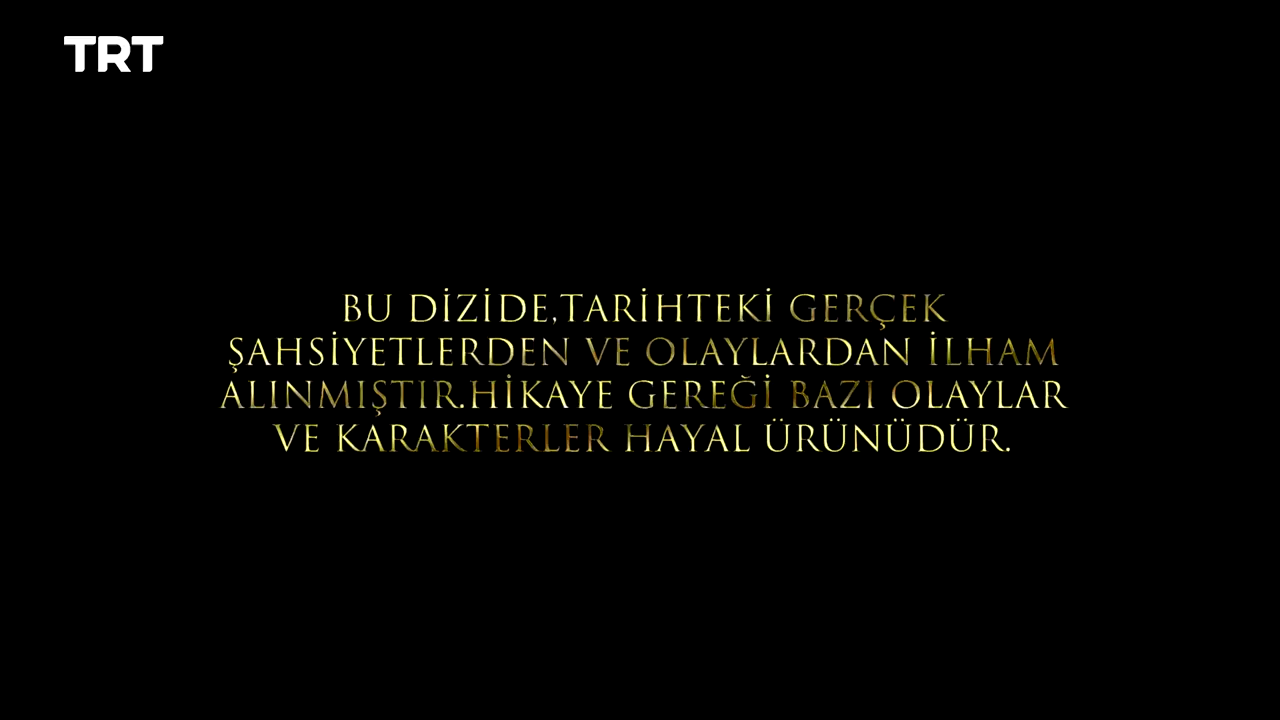 TRT
BU DİZİDE,TARİHTEKİ GERÇEK
ŞAHSİYETLERDEN VE OLAYLARDAN İLHAM
ALINMIŞTIR.HİKAYE GEREĞİ BAZI OLAYLAR
VE KARAKTERLER HAYAL ÜRÜNÜDÜR.